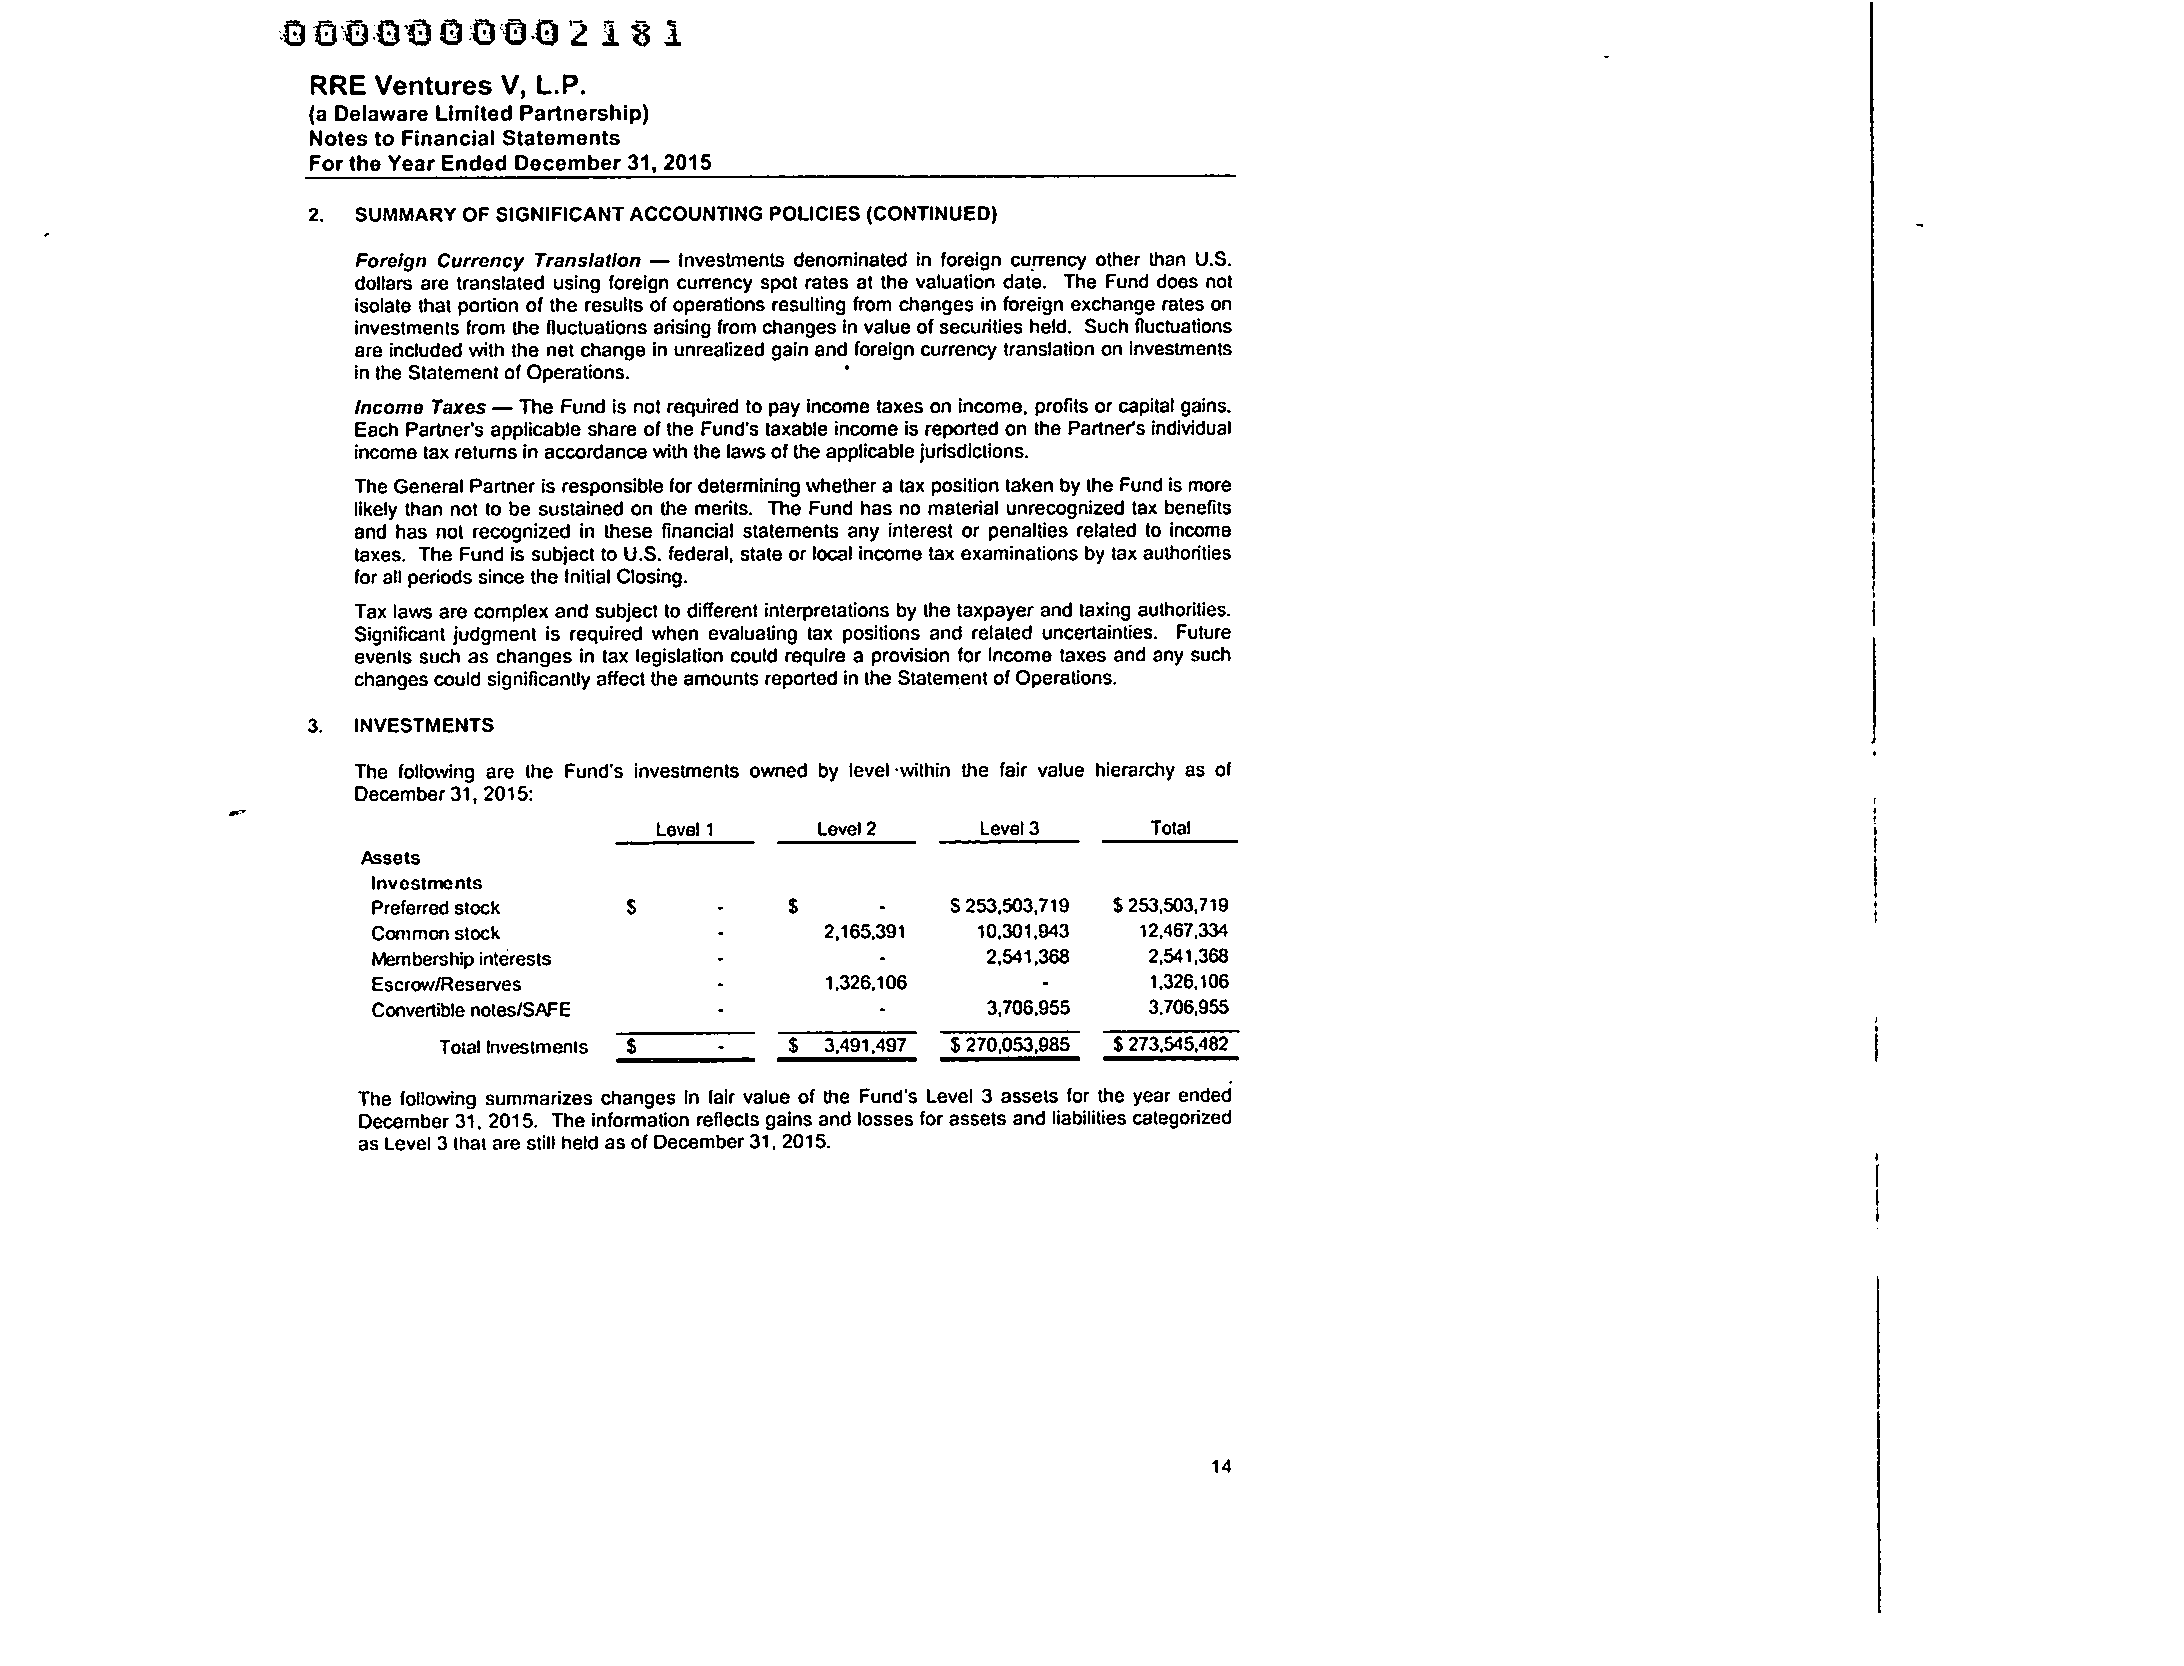 0000000002181
RRE Ventures V, L.P.
(a Delaware Limited Partnership)
Notes to Financial Statements
For the Year Ended December 31, 2015
2. SUMMARY OF SIGNIFICANT ACCOUNTING POLICIES (CONTINUED)
Foreign Currency Translation — Investments denominated in foreign currency other than U.S.
dollars are translated using foreign currency spot rates at the valuation date. The Fund does not
isolate that portion of the results of operations resulting from changes in foreign exchange rates on
investments from the fluctuations arising from changes in value of securities held. Such fluctuations
are included with the net change in unrealized gain and foreign currency translation on investments
in the Statement of Operations.
Income Taxes — The Fund is not required to pay income taxes on income, profits or capital gains.
Each Partner's applicable share of the Fund's taxable income is reported on the Partner's individual
income tax returns in accordance with the laws of the applicable jurisdictions.
The General Partner is responsible for determining whether a tax position taken by the Fund is more
likely than not to be sustained on the merits. The Fund has no material unrecognized tax benefits
and has not recognized in these financial statements any interest or penalties related to income
taxes. The Fund is subject to U.S. federal, state or local income tax examinations by tax authorities
for all periods since the Initial Closing.
Tax laws are complex and subject to different interpretations by the taxpayer and taxing authorities.
Significant judgment is required when evaluating tax positions and related uncertainties. Future
events such as changes in tax legislation could require a provision for income taxes and any such
changes could significantly affect the amounts reported in the Statement of Operations.
3. INVESTMENTS
The following are the Fund's investments owned by level within the fair value hierarchy as of
December 31, 2015:
Level 1 Level 2 Level 3 Total
Assets
Investments
Preferred stock $ - $ - $ 253,503,719 $ 253,503,719
Common stock - 2,165,391 10,301,943 12,467,334
Membership interests - - 2,541,368 2,541,368
Escrow/Reserves - 1,326,106 - 1,326,106
Convertible notes/SAFE - - 3,706,955 3,706,955
Total Investments $ - $ 3,491,497 $ 270,053,985 $ 273,545,482
The following summarizes changes in fair value of the Fund's Level 3 assets for the year ended
December 31, 2015. The information reflects gains and losses for assets and liabilities categorized
as Level 3 that are still held as of December 31, 2015.
14